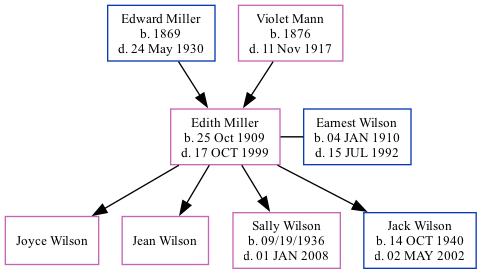 Edward Miller
b. 1869
d. 24 May 1930
Violet Mann
b. 1876
d. 11 Nov 1917
Edith Miller
b. 25 Oct 1909
d. 17 OCT 1999
Earnest Wilson
b. 04 JAN 1910
d. 15 JUL 1992
Joyce Wilson
Jean Wilson
Sally Wilson
b. 09/19/1936
d. 01 JAN 2008
Jack Wilson
b. 14 OCT 1940
d. 02 MAY 2002